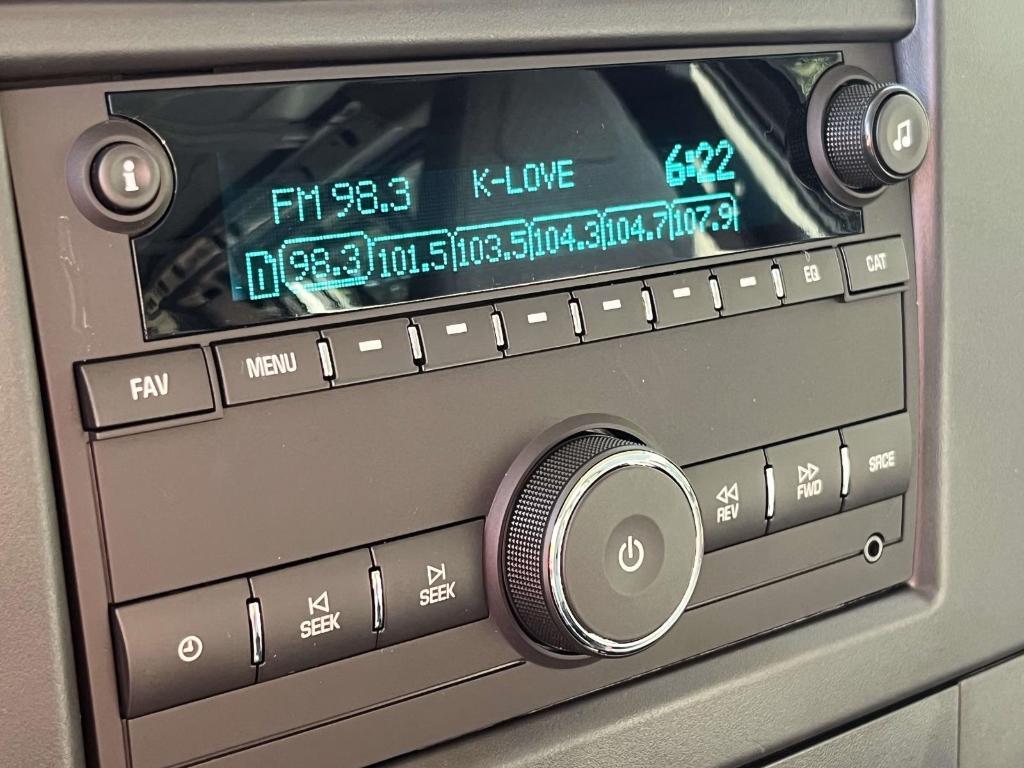 FM 98.3 K-LOVE 6:22
1 98.3 101.5 103.5 104.3 104.7 107.9
i
FAV MENU EQ CAT
REV FWD SRCE
SEEK SEEK